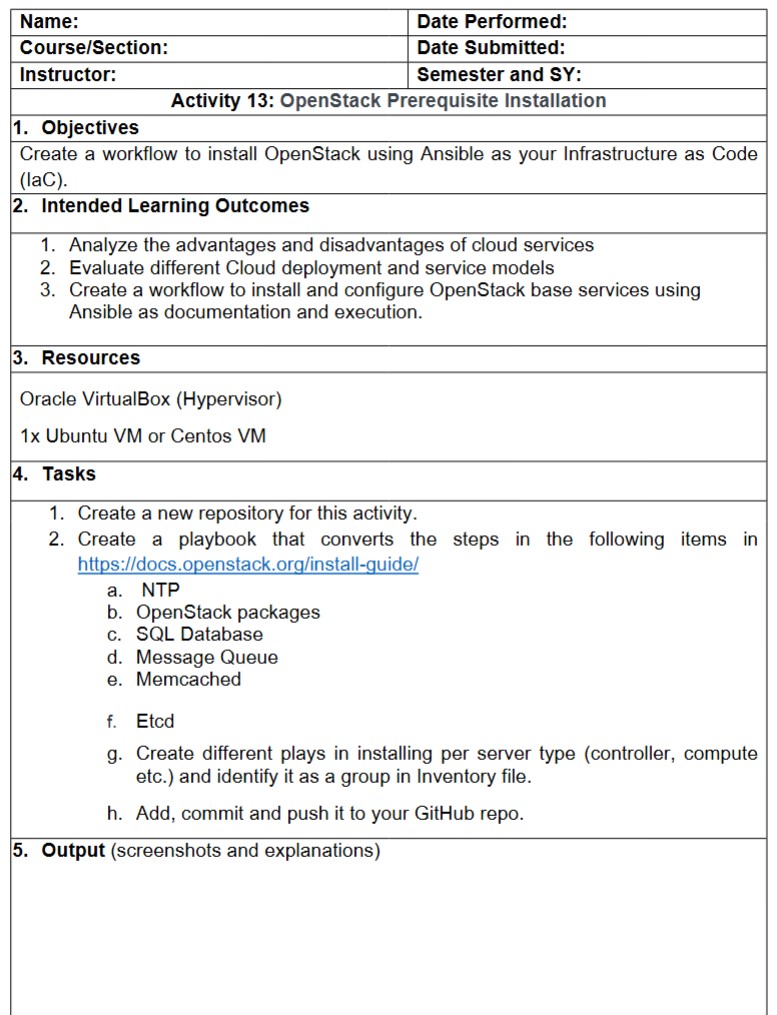 Name: Date Performed:
Course/Section: Date Submitted:
Instructor: Semester and SY:
Activity 13: OpenStack Prerequisite Installation
1. Objectives
Create a workflow to install OpenStack using Ansible as your Infrastructure as Code
(IaC).
2. Intended Learning Outcomes
1. Analyze the advantages and disadvantages of cloud services
2. Evaluate different Cloud deployment and service models
3. Create a workflow to install and configure OpenStack base services using
Ansible as documentation and execution.
3. Resources
Oracle VirtualBox (Hypervisor)
1x Ubuntu VM or Centos VM
4. Tasks
1. Create a new repository for this activity.
2. Create a playbook that converts the steps in the following items in
https://docs.openstack.org/install-guide/
a. NTP
b. OpenStack packages
c. SQL Database
d. Message Queue
e. Memcached
f. Etcd
g. Create different plays in installing per server type (controller, compute
etc.) and identify it as a group in Inventory file.
h. Add, commit and push it to your GitHub repo.
5. Output (screenshots and explanations)